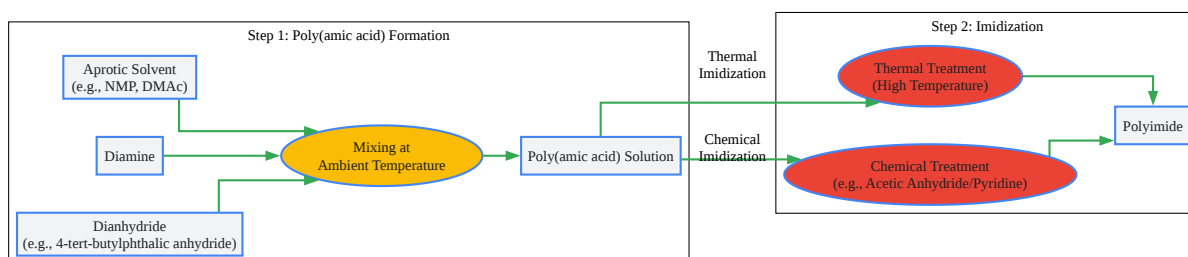 Step 1: Poly(amic acid) Formation
Aprotic Solvent
(e.g., NMP, DMAc)
Diamine
Dianhydride
(e.g., 4-tert-butylphthalic anhydride)
Mixing at
Ambient Temperature
Poly(amic acid) Solution
Thermal
Imidization
Chemical
Imidization
Step 2: Imidization
Thermal Treatment
(High Temperature)
Chemical Treatment
(e.g., Acetic Anhydride/Pyridine)
Polyimide